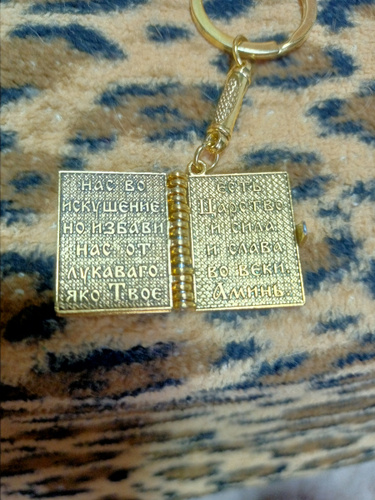 НАС ВО
ИСКУШЕНИЕ
НО ИЗБАВИ
НАС ОТ
ЛУКАВАГО.
ЯКО ТВОЕ
ЕСТЬ
ЦАРСТВО
И СИЛА
И СЛАВА
ВО ВЕКИ.
АМИНЬ.